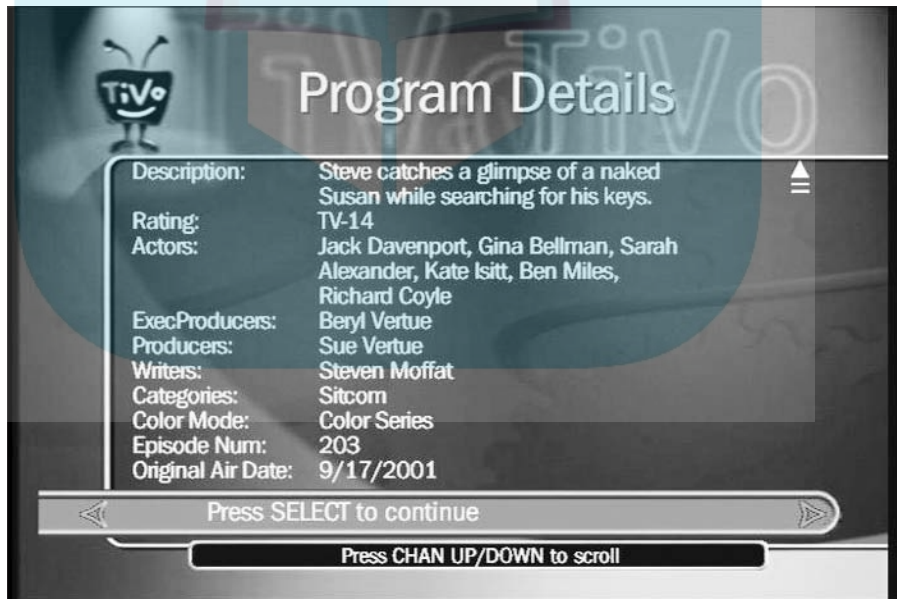 TiVo
TiVo
Program Details
Description: Steve catches a glimpse of a naked
Susan while searching for his keys.
Rating: TV-14
Actors: Jack Davenport, Gina Bellman, Sarah
Alexander, Kate Isitt, Ben Miles,
Richard Coyle
ExecProducers: Beryl Vertue
Producers: Sue Vertue
Writers: Steven Moffat
Categories: Sitcom
Color Mode: Color Series
Episode Num: 203
Original Air Date: 9/17/2001
Press SELECT to continue
Press CHAN UP/DOWN to scroll